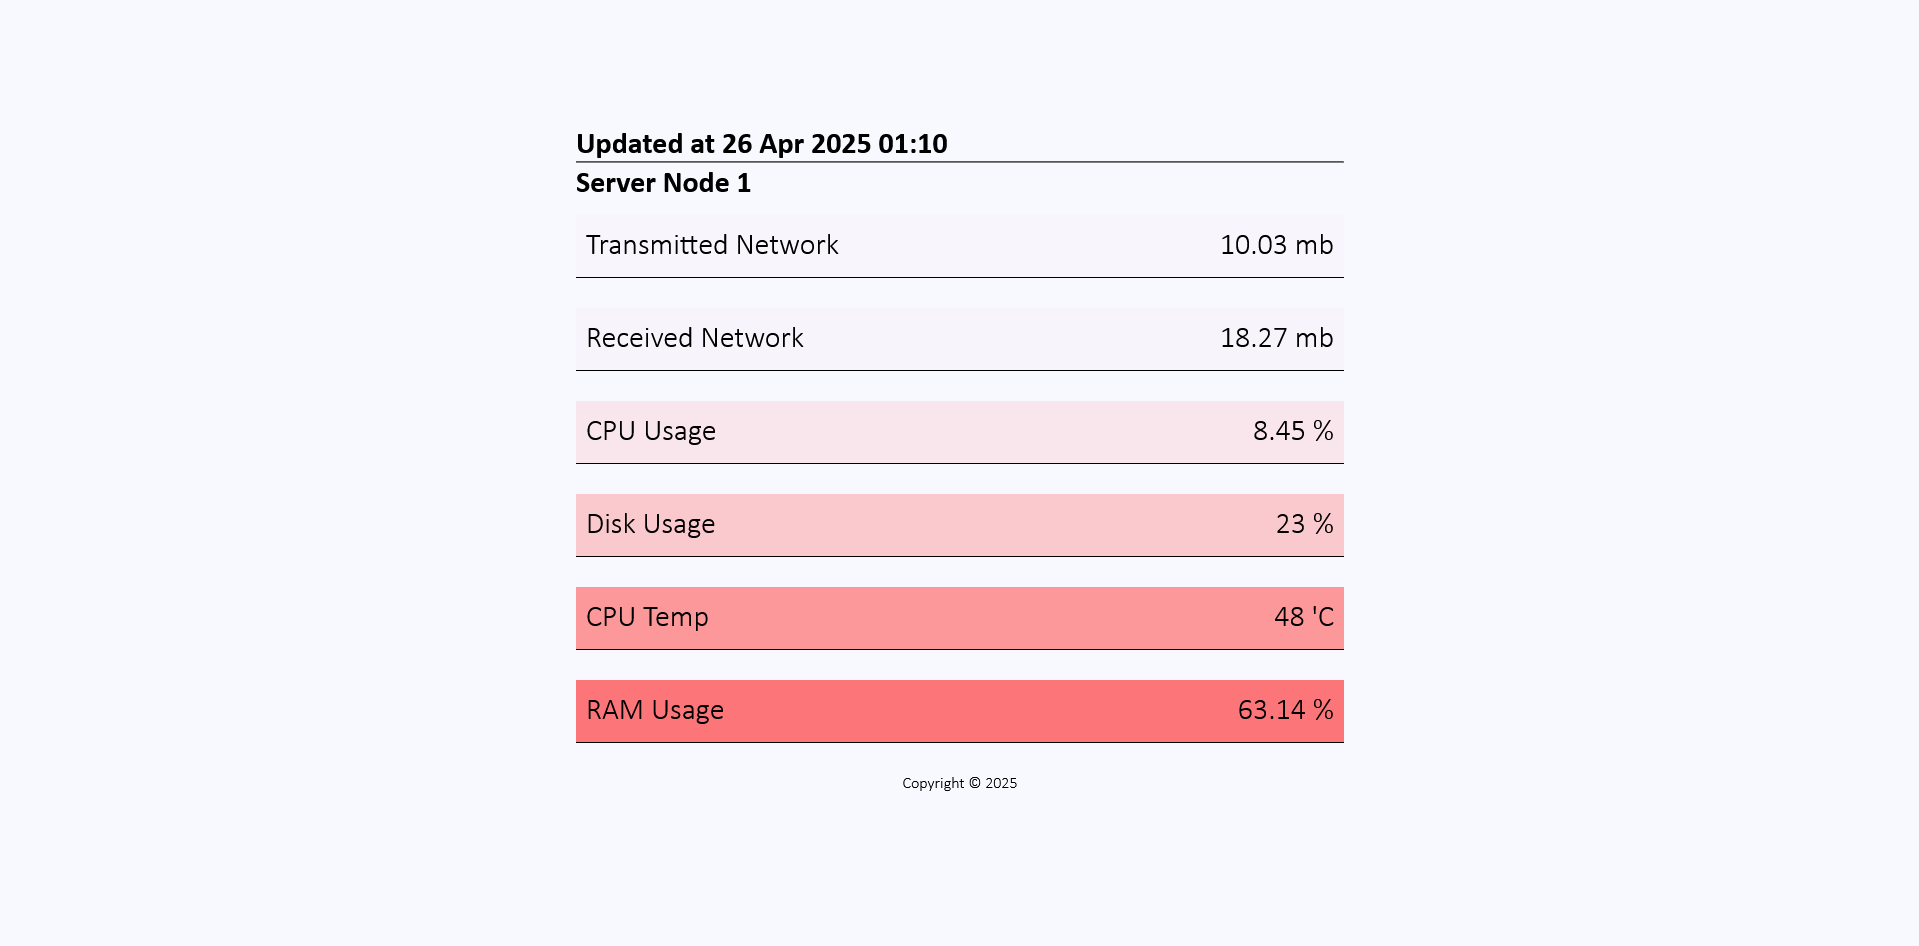 Updated at 26 Apr 2025 01:10
Server Node 1
Transmitted Network 10.03 mb
Received Network 18.27 mb
CPU Usage 8.45 %
Disk Usage 23 %
CPU Temp 48 'C
RAM Usage 63.14 %
Copyright © 2025